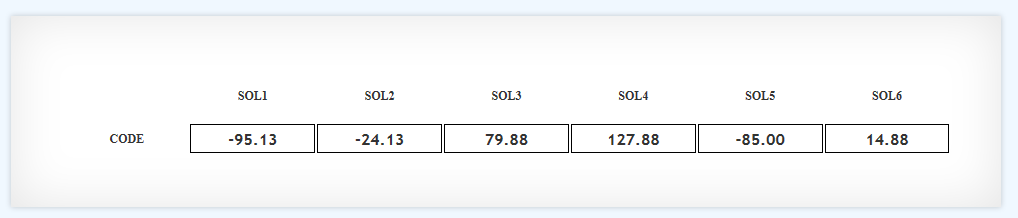 SOL1 SOL2 SOL3 SOL4 SOL5 SOL6
CODE -95.13 -24.13 79.88 127.88 -85.00 14.88